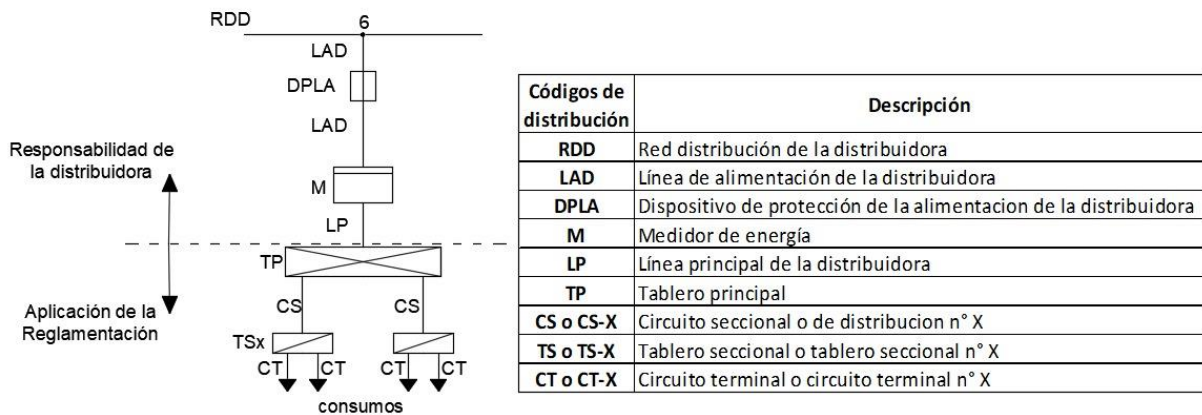 RDD
6
LAD
DPLA
LAD
Responsabilidad de
la distribuidora
M
LP
TP
Aplicación de la
Reglamentación
CS
CS
TSx
CT
CT
CT
CT
consumos
Códigos de
distribución
Descripción
RDD Red distribución de la distribuidora
LAD Línea de alimentación de la distribuidora
DPLA Dispositivo de protección de la alimentacion de la distribuidora
M Medidor de energía
LP Línea principal de la distribuidora
TP Tablero principal
CS o CS-X Circuito seccional o de distribucion n° X
TS o TS-X Tablero seccional o tablero seccional n° X
CT o CT-X Circuito terminal o circuito terminal n° X